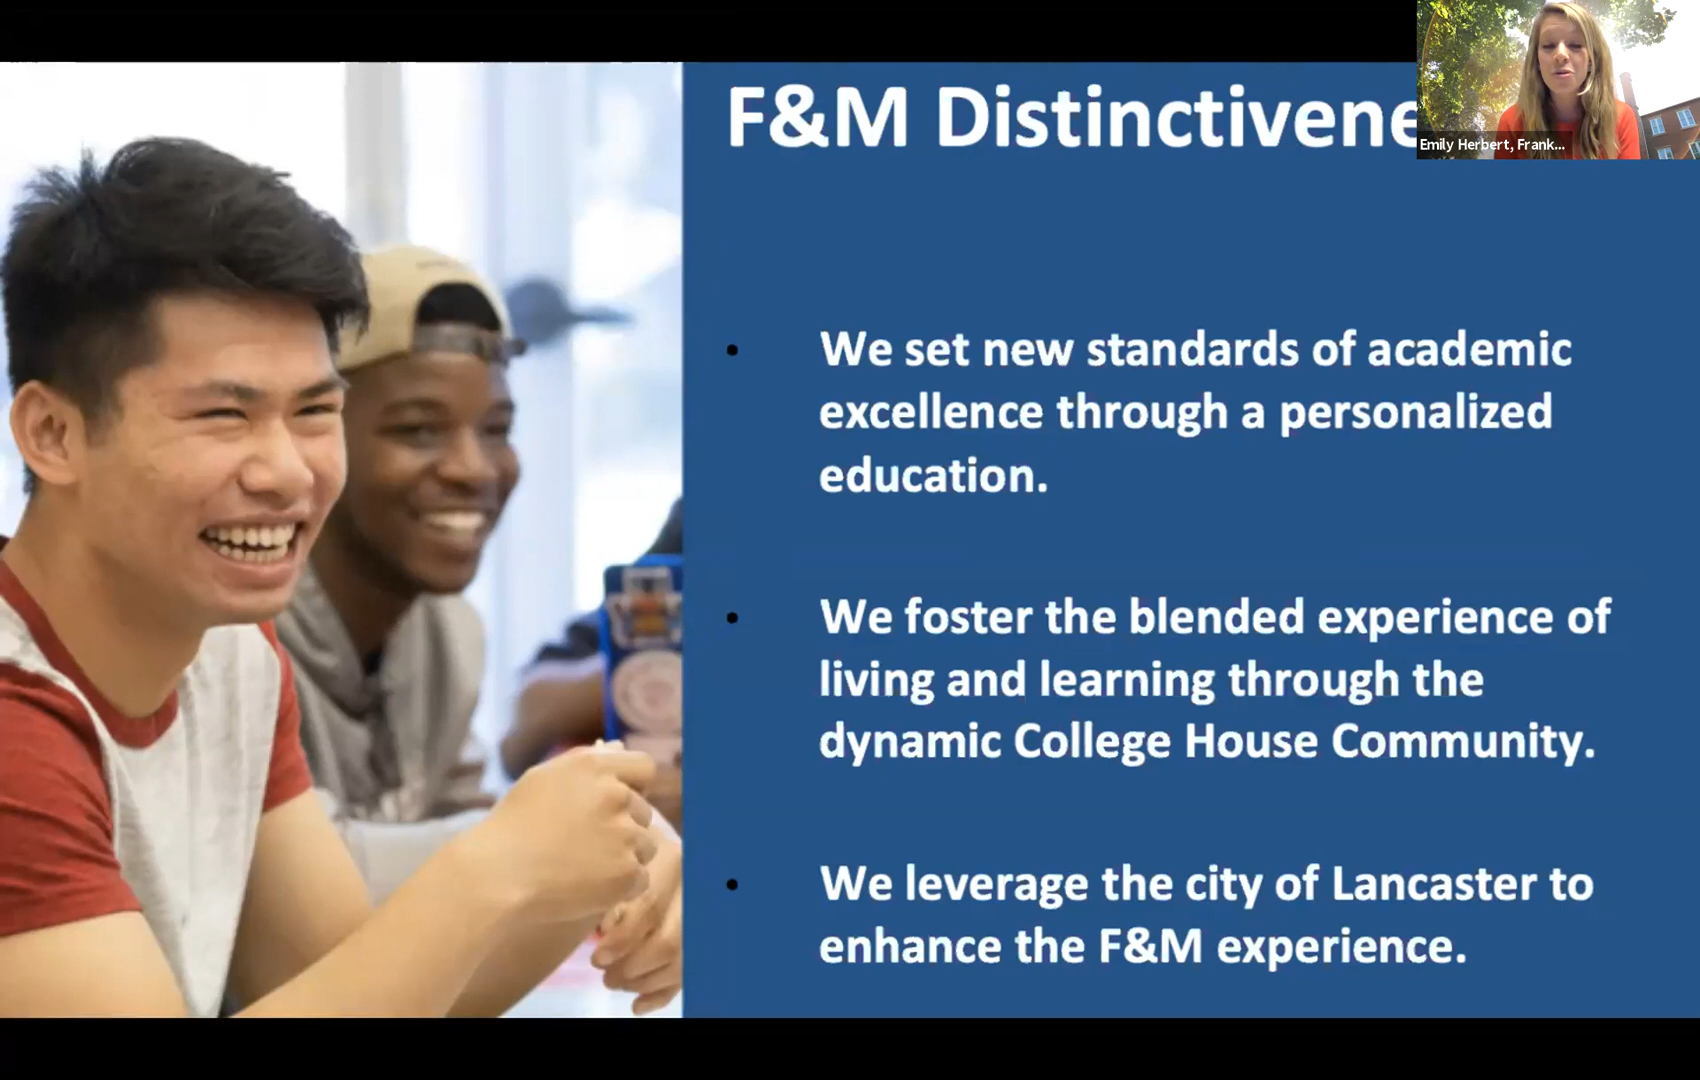 F&M Distinctivene
Emily Herbert, Frank...
• We set new standards of academic
excellence through a personalized
education.
• We foster the blended experience of
living and learning through the
dynamic College House Community.
• We leverage the city of Lancaster to
enhance the F&M experience.